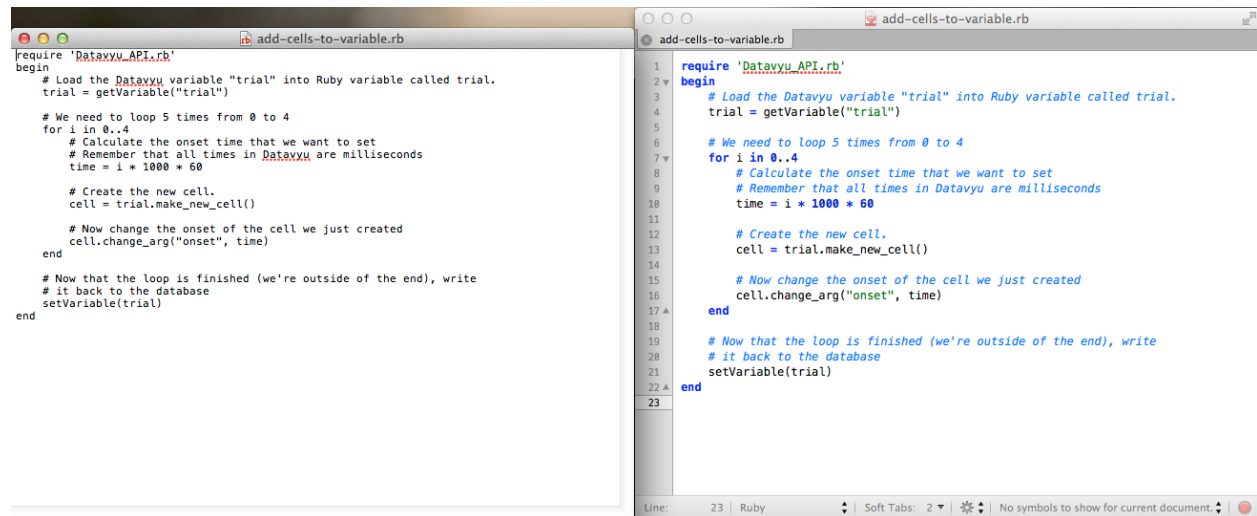 add-cells-to-variable.rb
require 'Datavyu_API.rb'
begin
    # Load the Datavyu variable "trial" into Ruby variable called trial.
    trial = getVariable("trial")

    # We need to loop 5 times from 0 to 4
    for i in 0..4
        # Calculate the onset time that we want to set
        # Remember that all times in Datavyu are milliseconds
        time = i * 1000 * 60

        # Create the new cell.
        cell = trial.make_new_cell()

        # Now change the onset of the cell we just created
        cell.change_arg("onset", time)
    end

    # Now that the loop is finished (we're outside of the end), write
    # it back to the database
    setVariable(trial)
end
add-cells-to-variable.rb
add-cells-to-variable.rb
1 require 'Datavyu_API.rb'
2 begin
3     # Load the Datavyu variable "trial" into Ruby variable called trial.
4     trial = getVariable("trial")
5
6     # We need to loop 5 times from 0 to 4
7     for i in 0..4
8         # Calculate the onset time that we want to set
9         # Remember that all times in Datavyu are milliseconds
10         time = i * 1000 * 60
11
12         # Create the new cell.
13         cell = trial.make_new_cell()
14
15         # Now change the onset of the cell we just created
16         cell.change_arg("onset", time)
17     end
18
19     # Now that the loop is finished (we're outside of the end), write
20     # it back to the database
21     setVariable(trial)
22 end
23
Line: 23 Ruby Soft Tabs: 2 No symbols to show for current document.